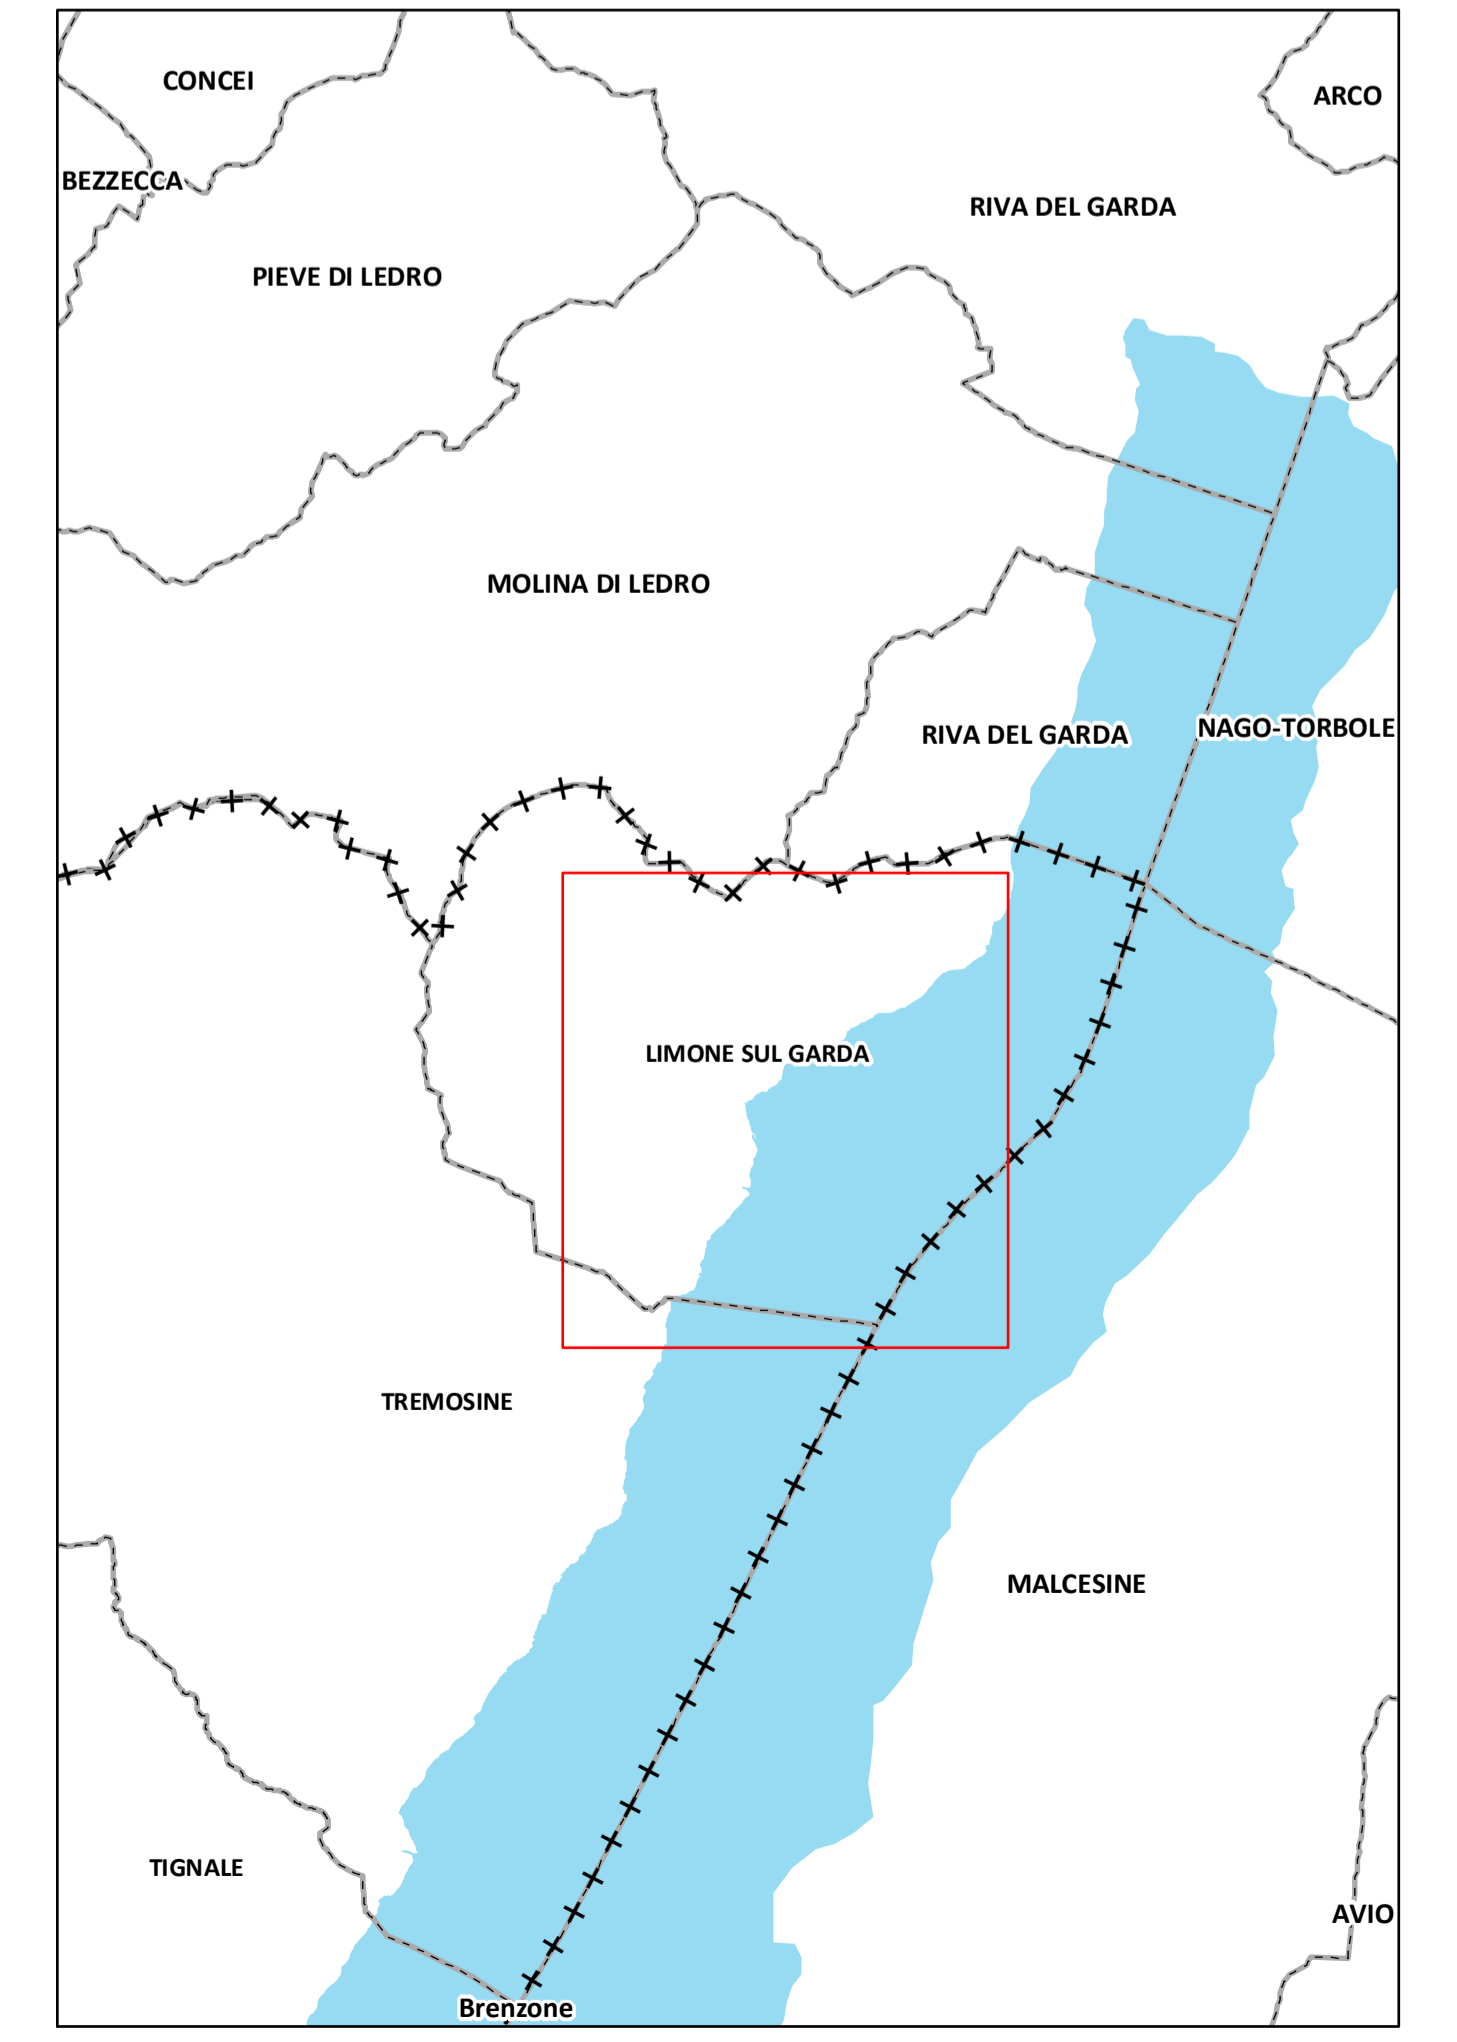 CONCEI
ARCO
BEZZECCA
RIVA DEL GARDA
PIEVE DI LEDRO
MOLINA DI LEDRO
RIVA DEL GARDA
NAGO-TORBOLE
LIMONE SUL GARDA
TREMOSINE
MALCESINE
TIGNALE
AVIO
Brenzone